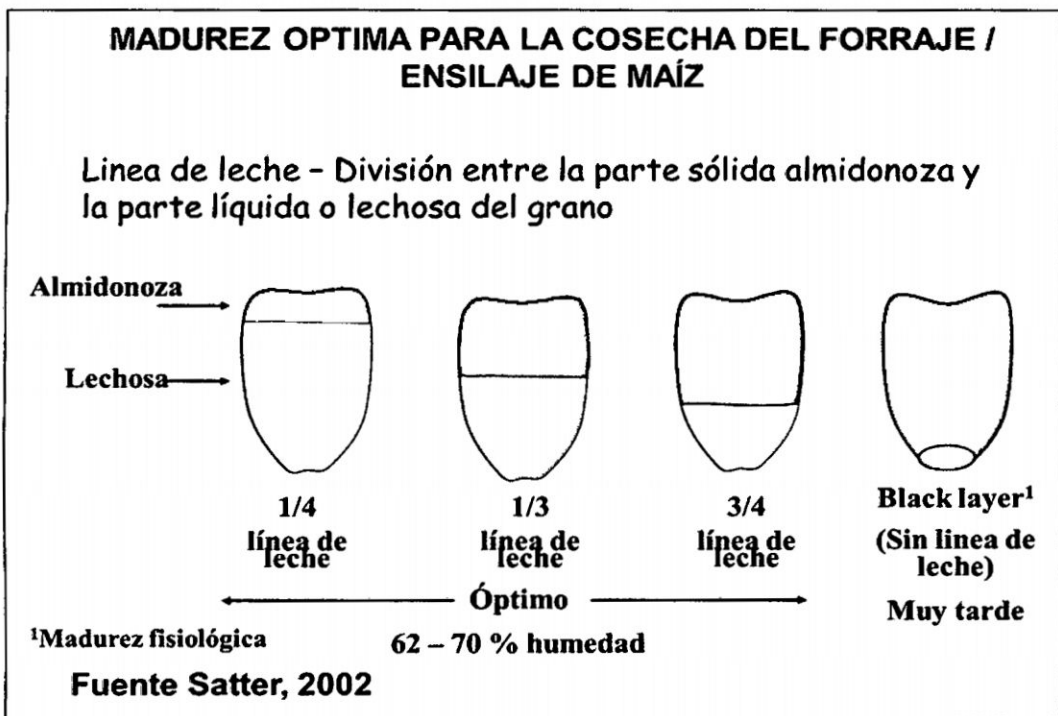 MADUREZ OPTIMA PARA LA COSECHA DEL FORRAJE /
ENSILAJE DE MAÍZ
Linea de leche – División entre la parte sólida almidonoza y
la parte líquida o lechosa del grano
Almidonoza
Lechosa
1/4
línea de
leche
1/3
línea de
leche
3/4
línea de
leche
Black layer¹
(Sin linea de
leche)
Muy tarde
Óptimo
62 – 70 % humedad
¹Madurez fisiológica
Fuente Satter, 2002